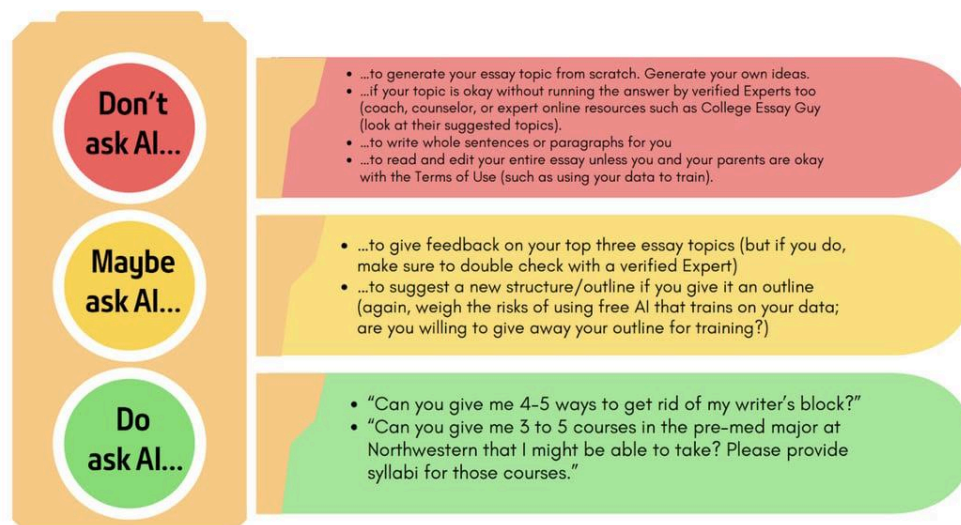 Don't
ask AI...
• ...to generate your essay topic from scratch. Generate your own ideas.
• ...if your topic is okay without running the answer by verified Experts too
(coach, counselor, or expert online resources such as College Essay Guy
(look at their suggested topics).
• ...to write whole sentences or paragraphs for you
• ...to read and edit your entire essay unless you and your parents are okay
with the Terms of Use (such as using your data to train).
Maybe
ask AI...
• ...to give feedback on your top three essay topics (but if you do,
make sure to double check with a verified Expert)
• ...to suggest a new structure/outline if you give it an outline
(again, weigh the risks of using free AI that trains on your data;
are you willing to give away your outline for training?)
Do
ask AI...
• "Can you give me 4-5 ways to get rid of my writer's block?"
• "Can you give me 3 to 5 courses in the pre-med major at
Northwestern that I might be able to take? Please provide
syllabi for those courses."